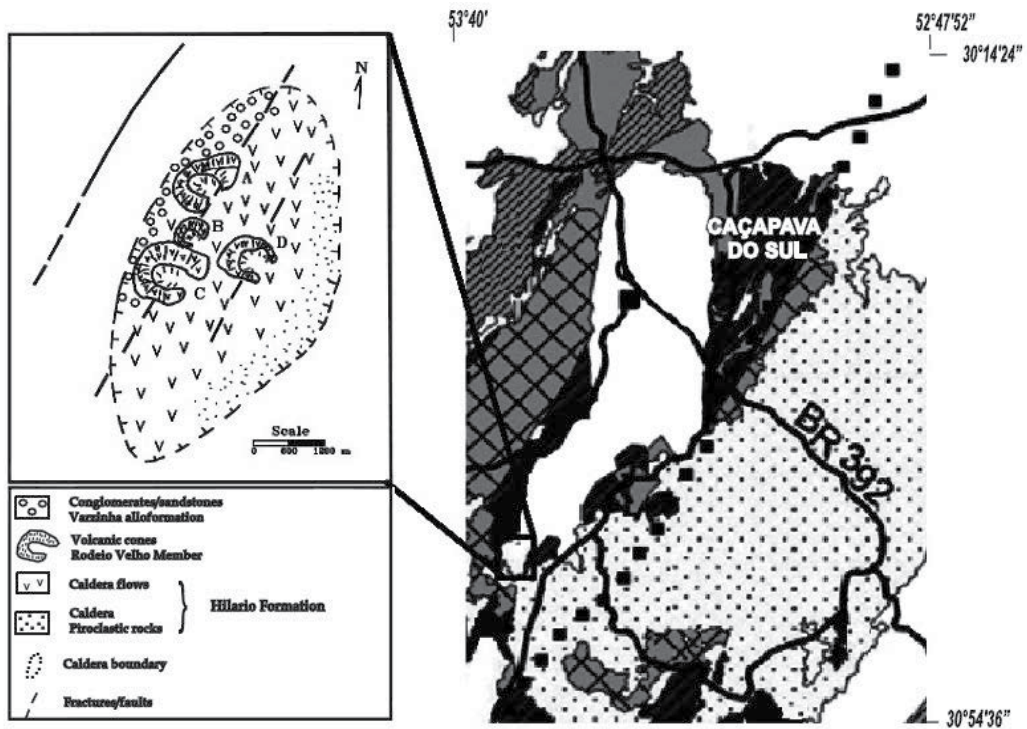 53°40'
52°47'52"
30°14'24"
N
A
B
D
C
Scale
0 600 1200 m
CAÇAPAVA
DO SUL
BR 392
Conglomerates/sandstones
Varzinha alloformation
Volcanic cones
Rodeio Velho Member
Caldera flows
Caldera
Piroclastic rocks
Hilario Formation
Caldera boundary
Fractures/faults
30°54'36"